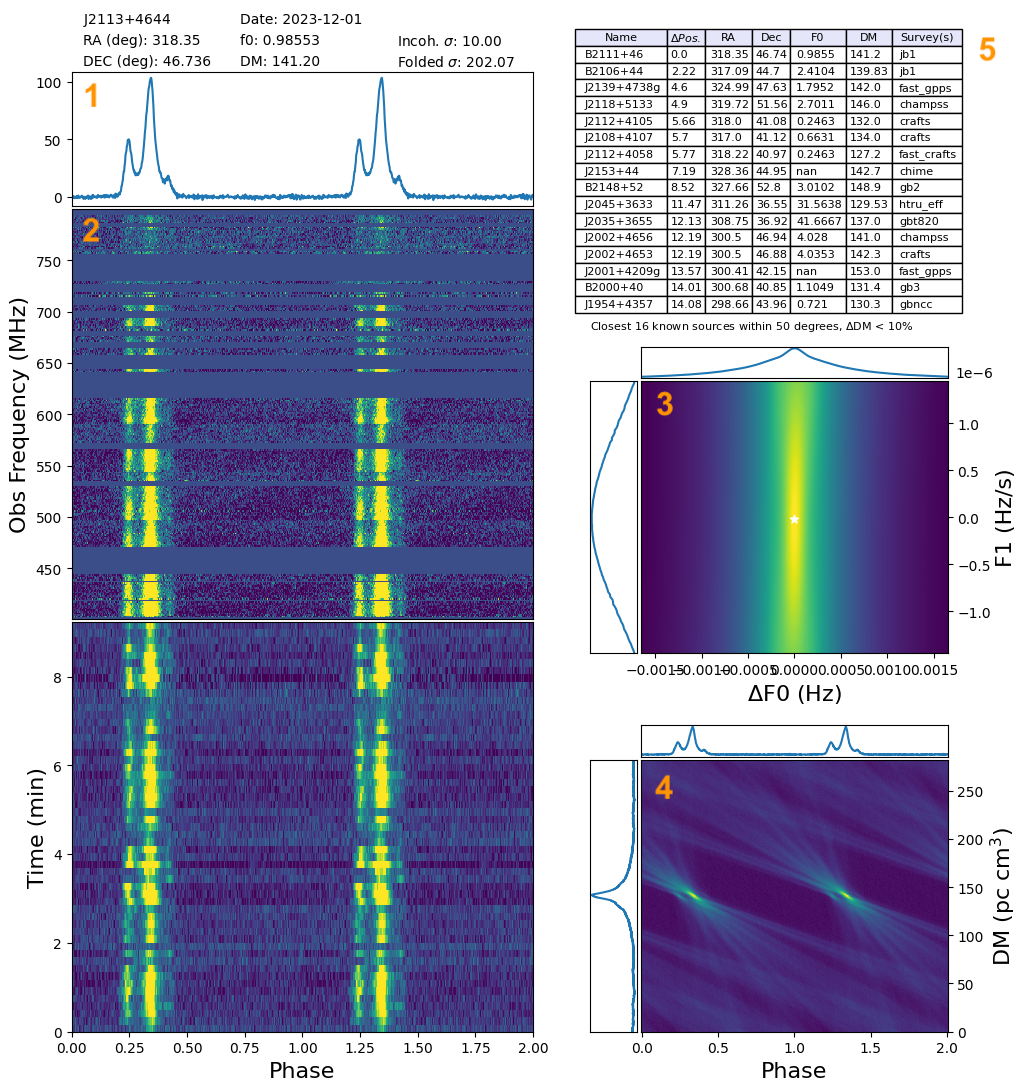 J2113+4644 Date: 2023-12-01
RA (deg): 318.35 f0: 0.98553 Incoh. σ: 10.00
DEC (deg): 46.736 DM: 141.20 Folded σ: 202.07
1
100
50
0
2
750
700
650
600
550
500
450
Obs Frequency (MHz)
8
6
4
2
0
Time (min)
0.00 0.25 0.50 0.75 1.00 1.25 1.50 1.75 2.00
Phase
5
Name ΔPos. RA Dec F0 DM Survey(s)
B2111+46 0.0 318.35 46.74 0.9855 141.2 jb1
B2106+44 2.22 317.09 44.7 2.4104 139.83 jb1
J2139+4738g 4.6 324.99 47.63 1.7952 142.0 fast_gpps
J2118+5133 4.9 319.72 51.56 2.7011 146.0 champss
J2112+4105 5.66 318.0 41.08 0.2463 132.0 crafts
J2108+4107 5.7 317.0 41.12 0.6631 134.0 crafts
J2112+4058 5.77 318.22 40.97 0.2463 127.2 fast_crafts
J2153+44 7.19 328.36 44.95 nan 142.7 chime
B2148+52 8.52 327.66 52.8 3.0102 148.9 gb2
J2045+3633 11.47 311.26 36.55 31.5638 129.53 htru_eff
J2035+3655 12.13 308.75 36.92 41.6667 137.0 gbt820
J2002+4656 12.19 300.5 46.94 4.028 141.0 champss
J2002+4653 12.19 300.5 46.88 4.0353 142.3 crafts
J2001+4209g 13.57 300.41 42.15 nan 153.0 fast_gpps
B2000+40 14.01 300.68 40.85 1.1049 131.4 gb3
J1954+4357 14.08 298.66 43.96 0.721 130.3 gbncc
Closest 16 known sources within 50 degrees, ΔDM < 10%
1e−6
3
1.0
0.5
0.0
−0.5
−1.0
F1 (Hz/s)
−0.0015 −0.0010 −0.0005 0.0000 0.0005 0.0010 0.0015
ΔF0 (Hz)
4
250
200
150
100
50
0
DM (pc cm³)
0.0 0.5 1.0 1.5 2.0
Phase